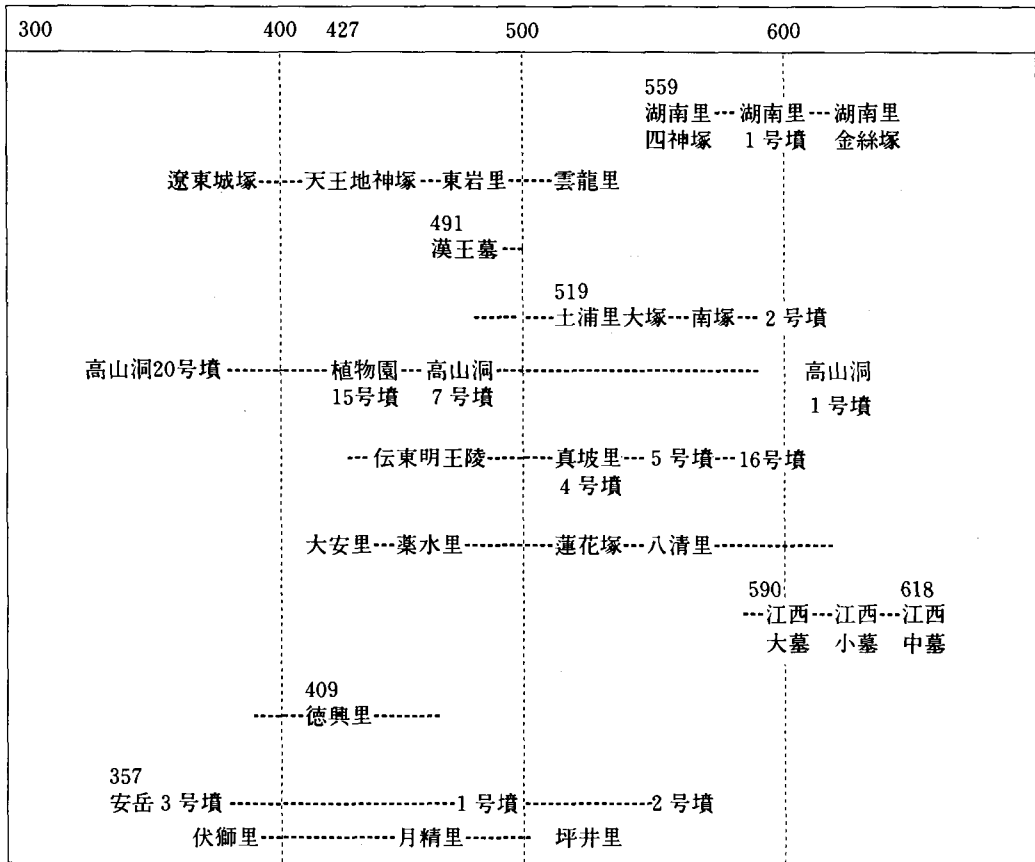 300 400 427 500 600
559
湖南里 湖南里 湖南里
四神塚 1号墳 金絲塚
遼東城塚 天王地神塚 東岩里 雲龍里
491
漢王墓
519
土浦里大塚 南塚 2号墳
高山洞20号墳 植物園 高山洞 高山洞
15号墳 7号墳 1号墳
伝東明王陵 真坡里 5号墳 16号墳
4号墳
大安里 薬水里 蓮花塚 八清里
590 618
江西 江西 江西
大墓 小墓 中墓
409
徳興里
357
安岳3号墳 1号墳 2号墳
伏獅里 月精里 坪井里